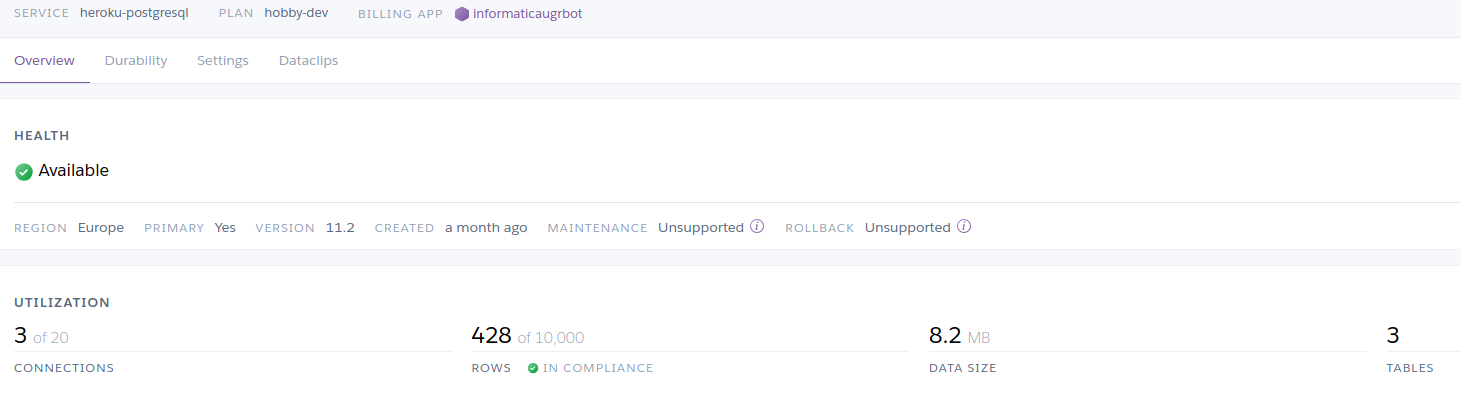 SERVICE heroku-postgresql PLAN hobby-dev BILLING APP informaticaugrbot
Overview Durability Settings Dataclips
HEALTH
Available
REGION Europe PRIMARY Yes VERSION 11.2 CREATED a month ago MAINTENANCE Unsupported ROLLBACK Unsupported
UTILIZATION
3 of 20 428 of 10,000 8.2 MB 3
CONNECTIONS ROWS IN COMPLIANCE DATA SIZE TABLES